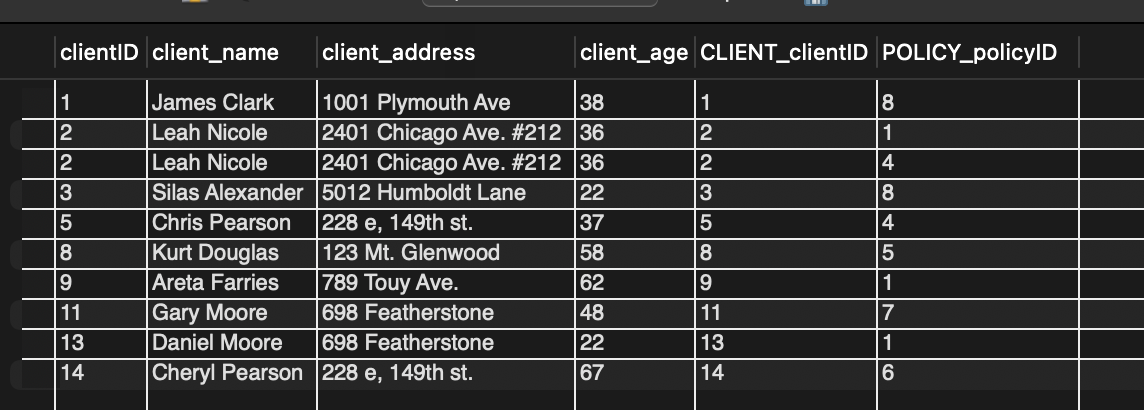 clientID client_name client_address client_age CLIENT_clientID POLICY_policyID
1 James Clark 1001 Plymouth Ave 38 1 8
2 Leah Nicole 2401 Chicago Ave. #212 36 2 1
2 Leah Nicole 2401 Chicago Ave. #212 36 2 4
3 Silas Alexander 5012 Humboldt Lane 22 3 8
5 Chris Pearson 228 e, 149th st. 37 5 4
8 Kurt Douglas 123 Mt. Glenwood 58 8 5
9 Areta Farries 789 Touy Ave. 62 9 1
11 Gary Moore 698 Featherstone 48 11 7
13 Daniel Moore 698 Featherstone 22 13 1
14 Cheryl Pearson 228 e, 149th st. 67 14 6